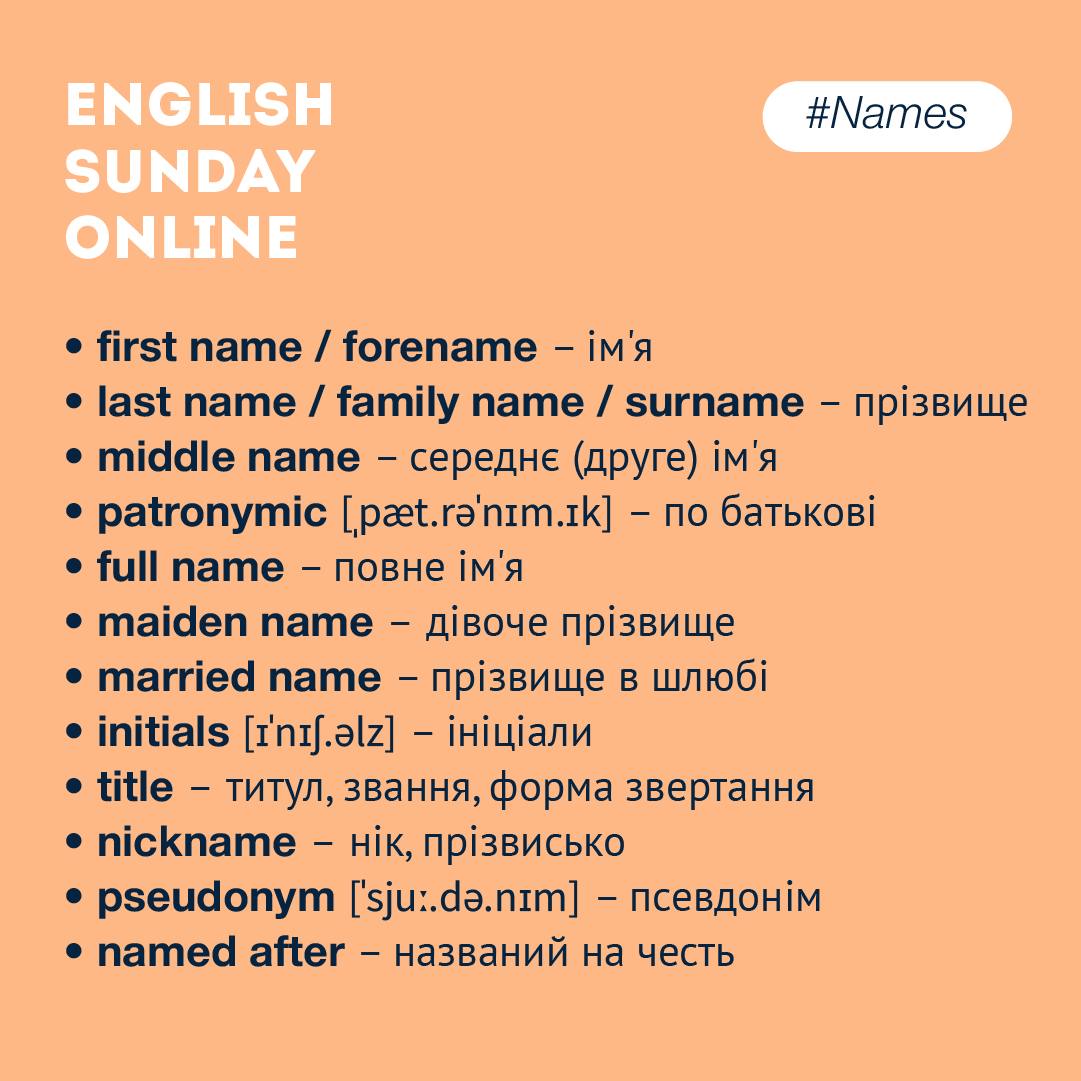 ENGLISH
SUNDAY
ONLINE
#Names
• first name / forename – ім'я
• last name / family name / surname – прізвище
• middle name – середнє (друге) ім'я
• patronymic [ˌpæt.rəˈnɪm.ɪk] – по батькові
• full name – повне ім'я
• maiden name – дівоче прізвище
• married name – прізвище в шлюбі
• initials [ɪˈnɪʃ.əlz] – ініціали
• title – титул, звання, форма звертання
• nickname – нік, прізвисько
• pseudonym [ˈsjuː.də.nɪm] – псевдонім
• named after – названий на честь